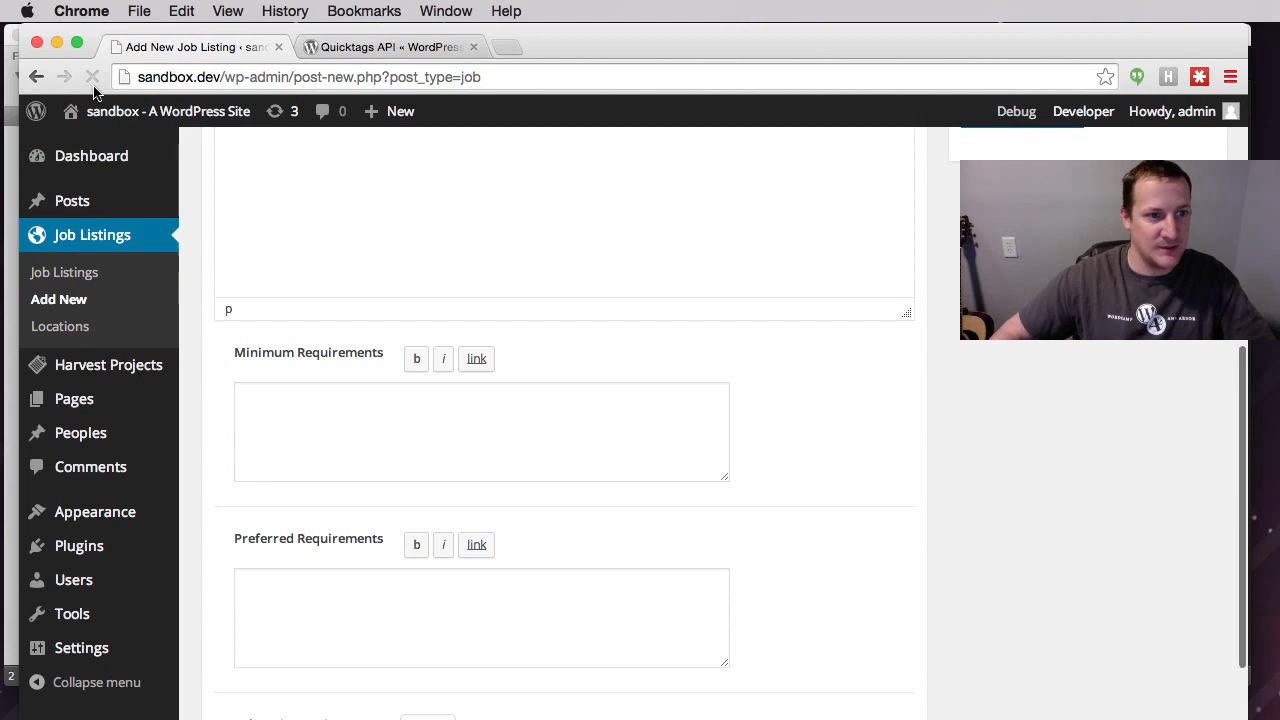 Chrome File Edit View History Bookmarks Window Help
Add New Job Listing ‹ san
Quicktags API « WordPress
sandbox.dev/wp-admin/post-new.php?post_type=job
sandbox - A WordPress Site 3 0 New Debug Developer Howdy, admin
Dashboard
Posts
Job Listings
Job Listings
Add New
Locations
Harvest Projects
Pages
Peoples
Comments
Appearance
Plugins
Users
Tools
Settings
Collapse menu
p
Minimum Requirements b i link
Preferred Requirements b i link
2